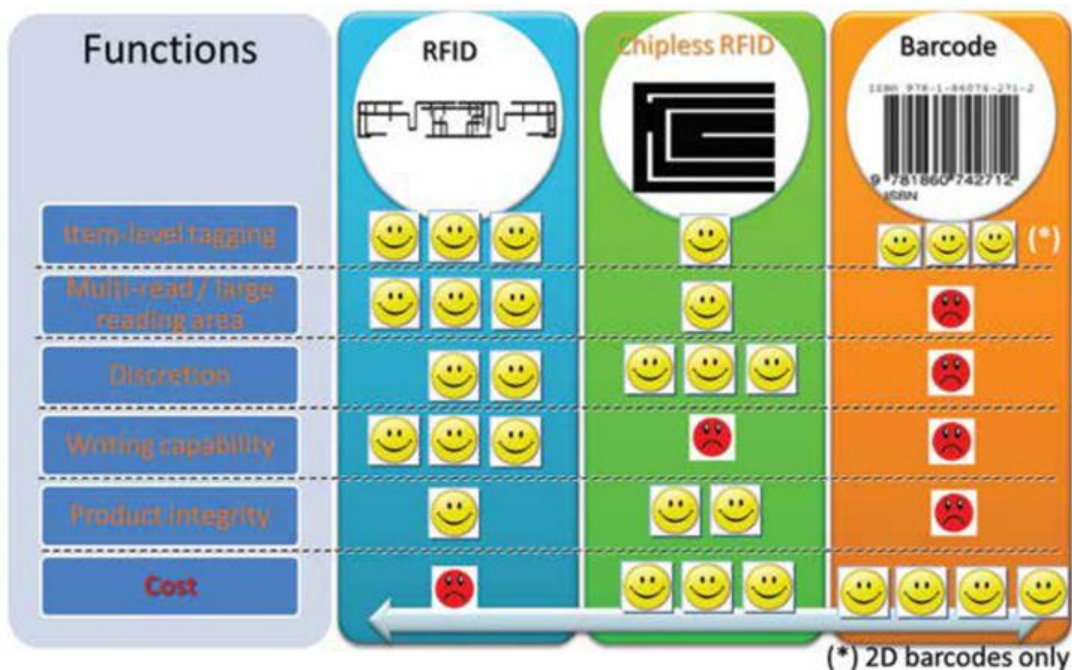 Functions
RFID
Chipless RFID
Barcode
ISBN 978-1-86074-271-2
9 781860 742712
ISBN
Item-level tagging
(*)
Multi-read / large
reading area
Discretion
Writing capability
Product integrity
Cost
(*) 2D barcodes only